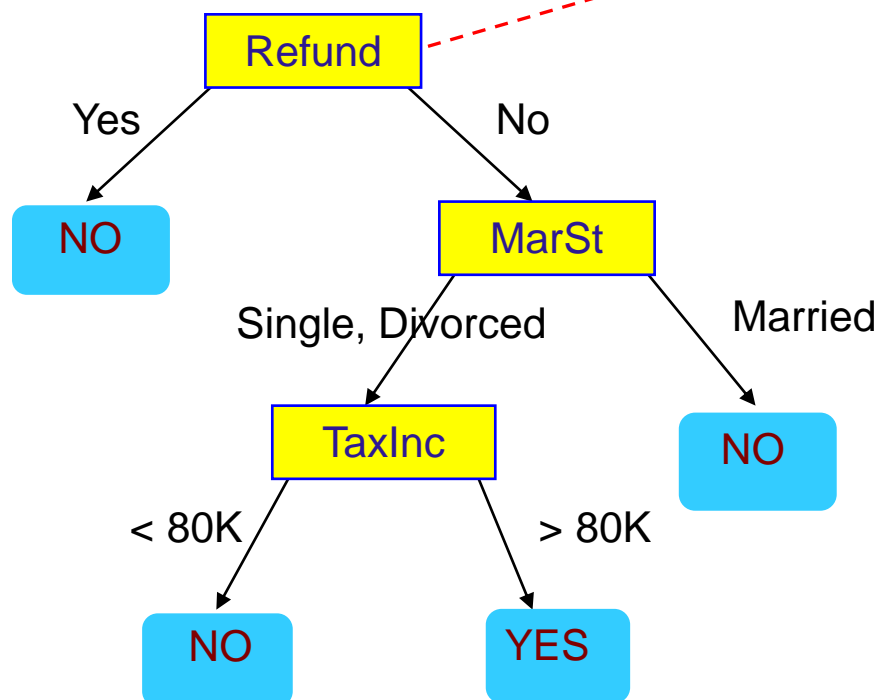 Refund
Yes
No
NO
MarSt
Single, Divorced
Married
TaxInc
NO
< 80K
> 80K
NO
YES